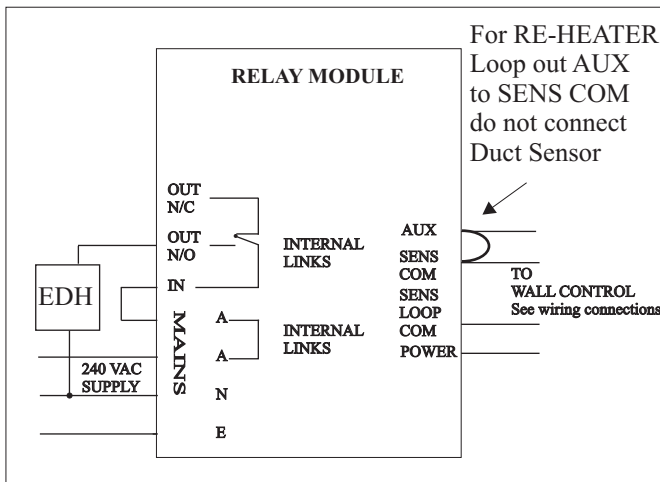 For RE-HEATER
Loop out AUX
to SENS COM
do not connect
Duct Sensor
RELAY MODULE
OUT
N/C
OUT
N/O
IN
INTERNAL
LINKS
EDH
MAINS
A
A
N
E
INTERNAL
LINKS
240 VAC
SUPPLY
AUX
SENS
COM
SENS
LOOP
COM
POWER
TO
WALL CONTROL
See wiring connections